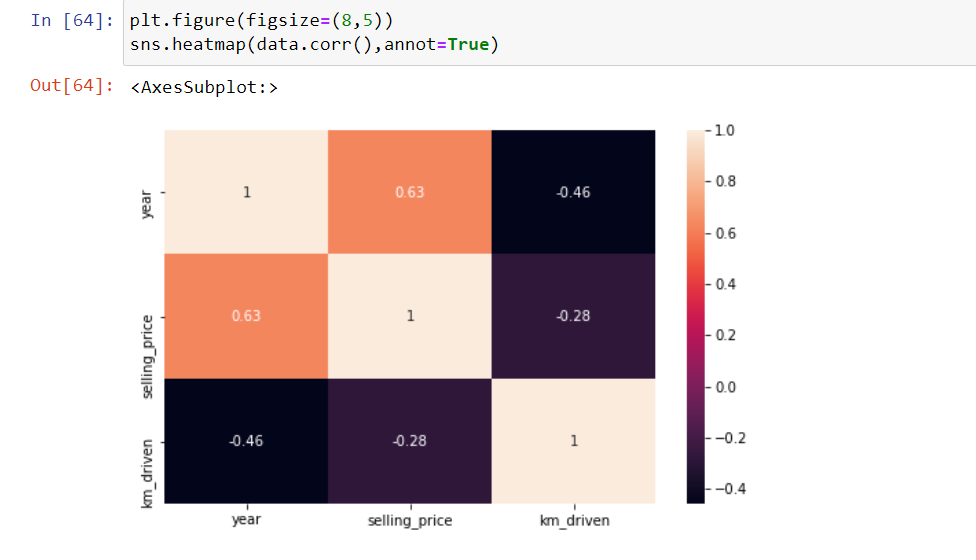 In [64]: plt.figure(figsize=(8,5))
sns.heatmap(data.corr(),annot=True)
Out[64]: <AxesSubplot:>
1.0
0.8
0.6
0.4
0.2
0.0
−0.2
−0.4
year
1 0.63 -0.46
selling_price
0.63 1 -0.28
km_driven
-0.46 -0.28 1
year selling_price km_driven